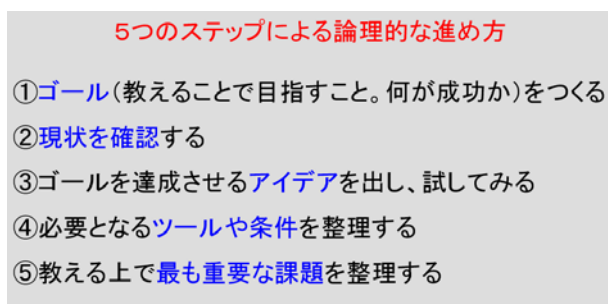 ５つのステップによる論理的な進め方
①ゴール（教えることで目指すこと。何が成功か）をつくる
②現状を確認する
③ゴールを達成させるアイデアを出し、試してみる
④必要となるツールや条件を整理する
⑤教える上で最も重要な課題を整理する